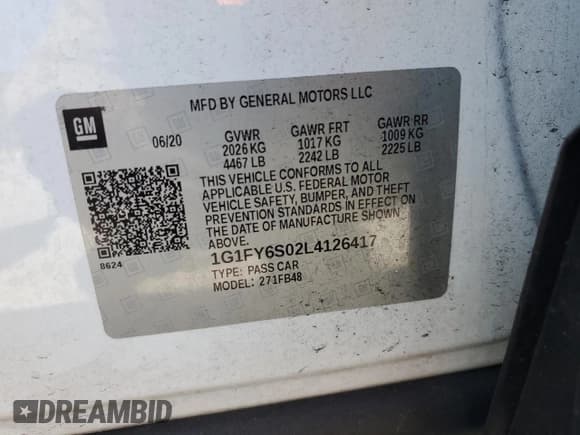 MFD BY GENERAL MOTORS LLC
GM
06/20 GVWR GAWR FRT GAWR RR
2026 KG 1017 KG 1009 KG
4467 LB 2242 LB 2225 LB
THIS VEHICLE CONFORMS TO ALL
APPLICABLE U.S. FEDERAL MOTOR
VEHICLE SAFETY, BUMPER, AND THEFT
PREVENTION STANDARDS IN EFFECT ON
THE DATE OF MANUFACTURE SHOWN
ABOVE.
8624
1G1FY6S02L4126417
TYPE: PASS CAR
MODEL: 271FB48
DREAMBID